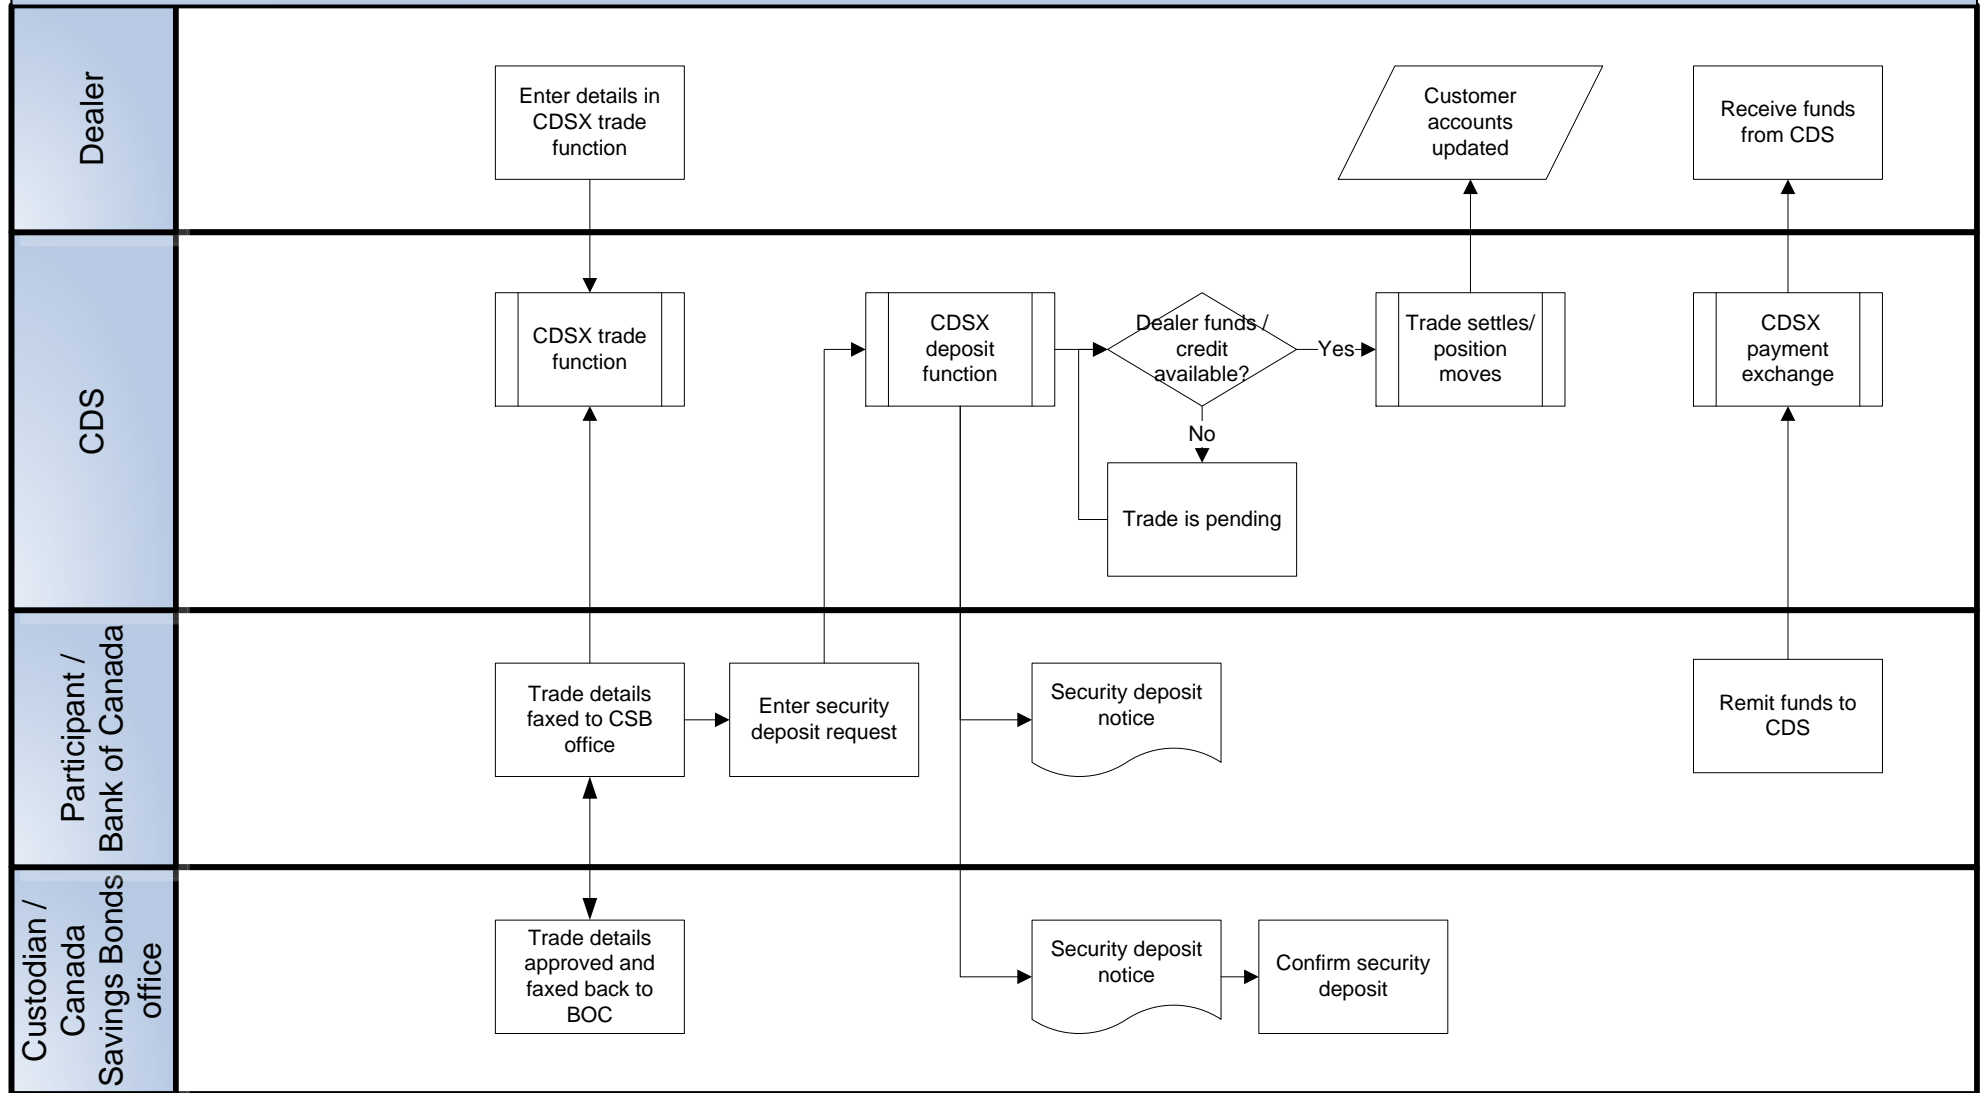 Dealer
Enter details in
CDSX trade
function
Customer
accounts
updated
Receive funds
from CDS
CDS
CDSX trade
function
CDSX
deposit
function
Dealer funds /
credit
available?
Yes
Trade settles/
position
moves
CDSX
payment
exchange
No
Trade is pending
Participant /
Bank of Canada
Trade details
faxed to CSB
office
Enter security
deposit request
Security deposit
notice
Remit funds to
CDS
Custodian /
Canada
Savings Bonds
office
Trade details
approved and
faxed back to
BOC
Security deposit
notice
Confirm security
deposit